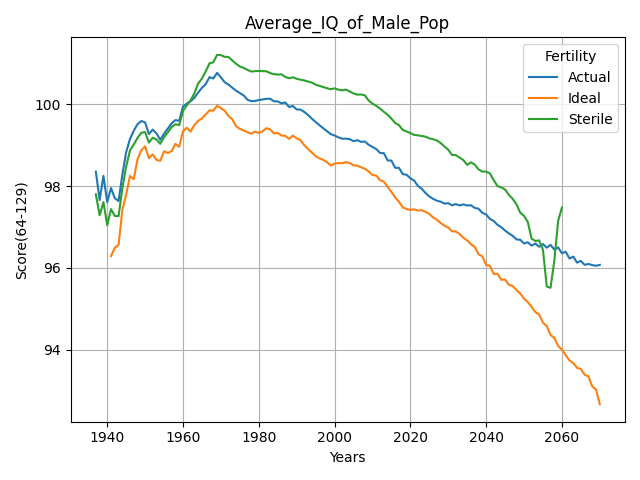 Average_IQ_of_Male_Pop
Fertility
Actual
Ideal
Sterile
Score(64-129)
100
98
96
94
1940 1960 1980 2000 2020 2040 2060
Years